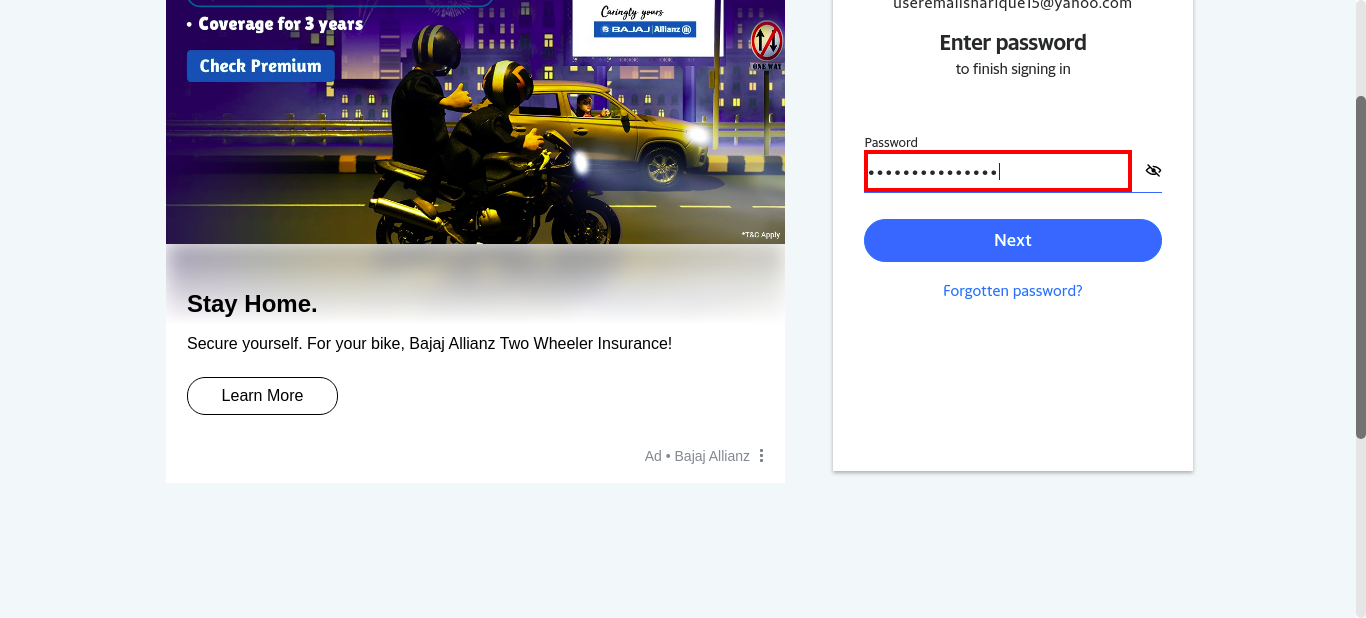 • Coverage for 3 years
Check Premium
Caringly yours
BAJAJ Allianz
ONE WAY
*T&C Apply
Stay Home.
Secure yourself. For your bike, Bajaj Allianz Two Wheeler Insurance!
Learn More
Ad • Bajaj Allianz
useremailsharique15@yahoo.com
Enter password
to finish signing in
Password
•••••••••••••••
Next
Forgotten password?